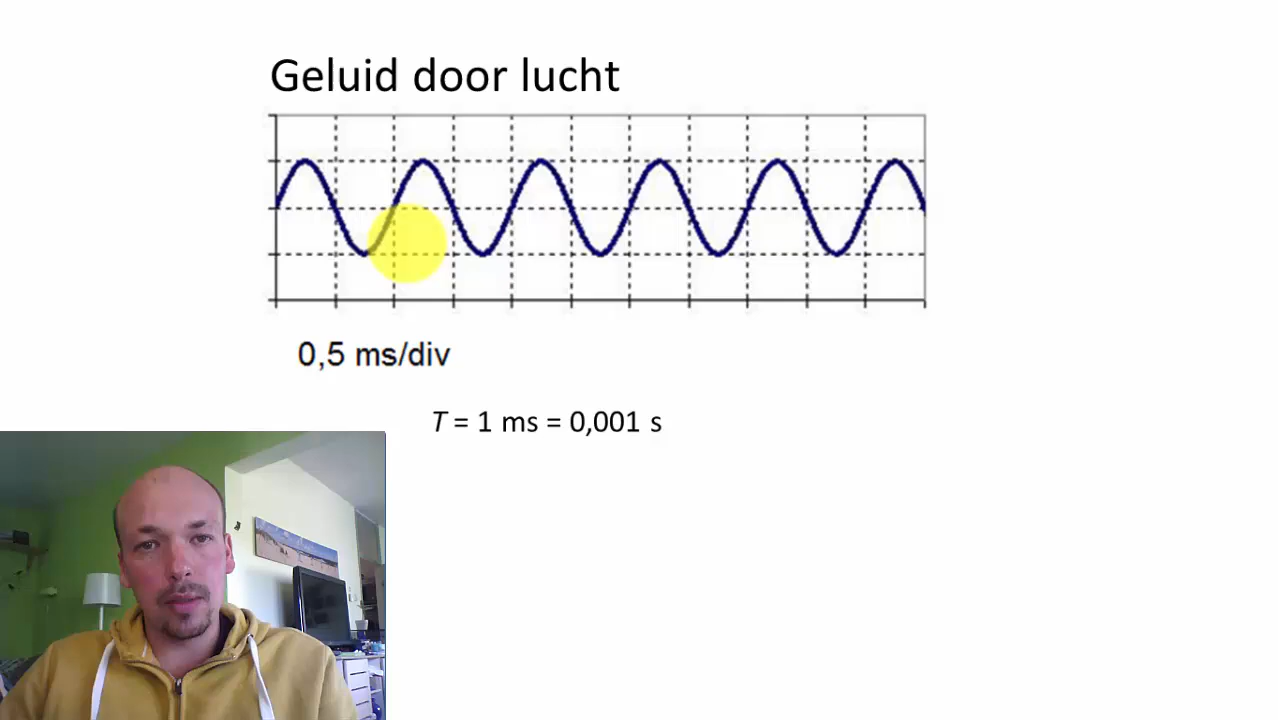 Geluid door lucht
0,5 ms/div
T = 1 ms = 0,001 s